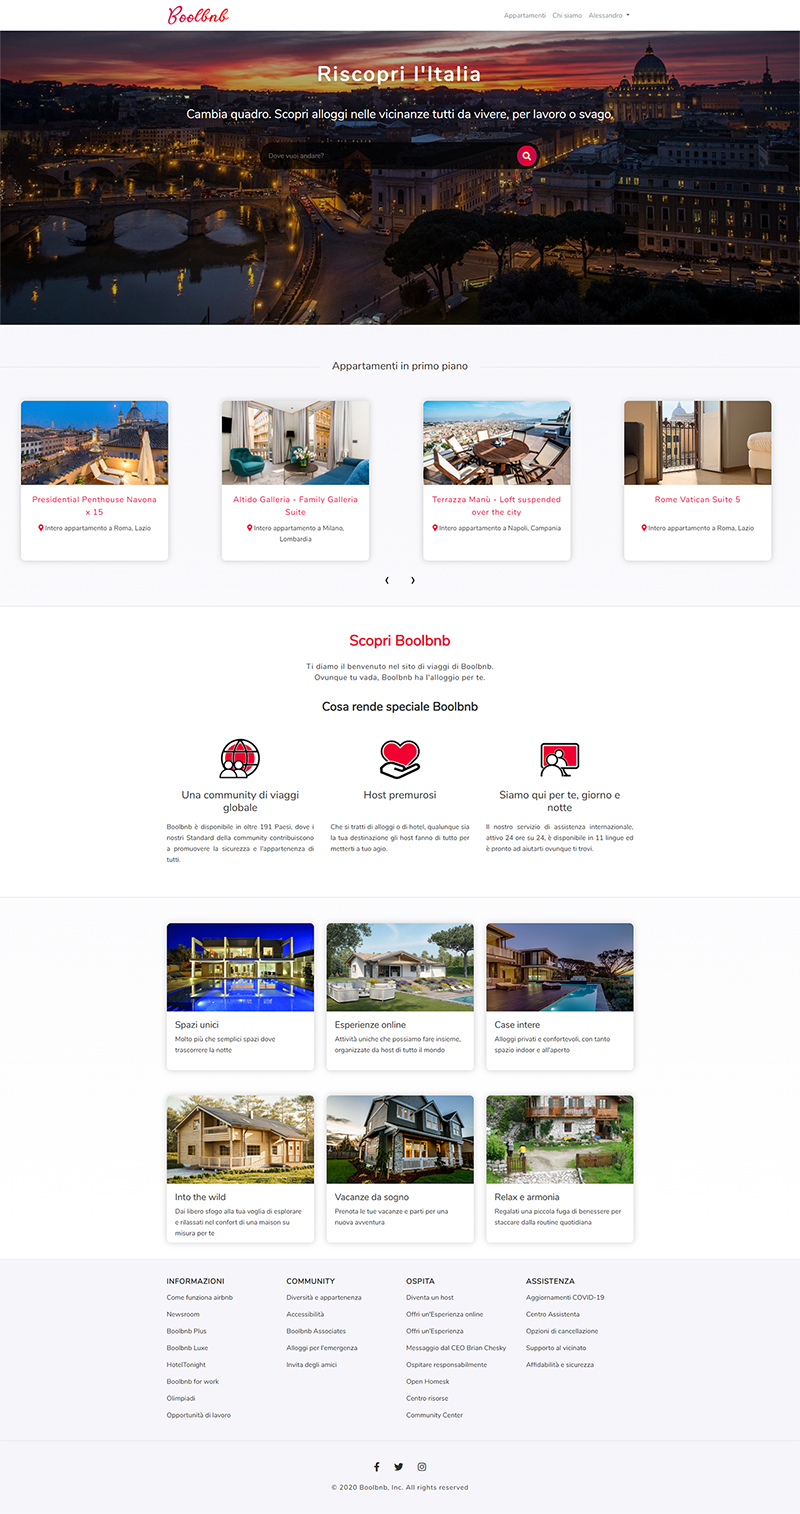 Boolbnb
Appartamenti Chi siamo Alessandro
Riscopri l'Italia
Cambia quadro. Scopri alloggi nelle vicinanze tutti da vivere, per lavoro o svago.
Dove vuoi andare?
Appartamenti in primo piano
Presidential Penthouse Navona
x 15
Intero appartamento a Roma, Lazio
Altido Galleria - Family Galleria
Suite
Intero appartamento a Milano,
Lombardia
Terrazza Manù - Loft suspended
over the city
Intero appartamento a Napoli, Campania
Rome Vatican Suite 5
Intero appartamento a Roma, Lazio
‹ ›
Scopri Boolbnb
Ti diamo il benvenuto nel sito di viaggi di Boolbnb.
Ovunque tu vada, Boolbnb ha l'alloggio per te.
Cosa rende speciale Boolbnb
Una community di viaggi
globale
Boolbnb è disponibile in oltre 191 Paesi, dove i
nostri Standard della community contribuiscono
a promuovere la sicurezza e l'appartenenza di
tutti.
Host premurosi
Che si tratti di alloggi o di hotel, qualunque sia
la tua destinazione gli host fanno di tutto per
metterti a tuo agio.
Siamo qui per te, giorno e
notte
Il nostro servizio di assistenza internazionale,
attivo 24 ore su 24, è disponibile in 11 lingue ed
è pronto ad aiutarti ovunque ti trovi.
Spazi unici
Molto più che semplici spazi dove
trascorrere la notte
Esperienze online
Attività uniche che possiamo fare insieme,
organizzate da host di tutto il mondo
Case intere
Alloggi privati e confortevoli, con tanto
spazio indoor e all'aperto
Into the wild
Dai libero sfogo alla tua voglia di esplorare
e rilassati nel confort di una maison su
misura per te
Vacanze da sogno
Prenota le tue vacanze e parti per una
nuova avventura
Relax e armonia
Regalati una piccola fuga di benessere per
staccare dalla routine quotidiana
INFORMAZIONI
Come funziona airbnb
Newsroom
Boolbnb Plus
Boolbnb Luxe
HotelTonight
Boolbnb for work
Olimpiadi
Opportunità di lavoro
COMMUNITY
Diversità e appartenenza
Accessibilità
Boolbnb Associates
Alloggi per l'emergenza
Invita degli amici
OSPITA
Diventa un host
Offri un'Esperienza online
Offri un'Esperienza
Messaggio dal CEO Brian Chesky
Ospitare responsabilmente
Open Homesk
Centro risorse
Community Center
ASSISTENZA
Aggiornamenti COVID-19
Centro Assistenta
Opzioni di cancellazione
Supporto al vicinato
Affidabilità e sicurezza
© 2020 Boolbnb, Inc. All rights reserved